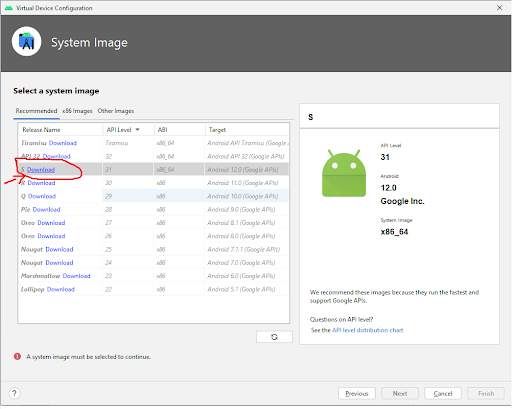 Virtual Device Configuration
System Image
Select a system image
Recommended x86 Images Other Images
Release Name API Level ABI Target
Tiramisu Download Tiramisu x86_64 Android API Tiramisu (Google APIs)
API 32 Download 32 x86_64 Android API 32 (Google APIs)
S Download 31 x86_64 Android 12.0 (Google APIs)
R Download 30 x86 Android 11.0 (Google APIs)
Q Download 29 x86 Android 10.0 (Google APIs)
Pie Download 28 x86 Android 9.0 (Google APIs)
Oreo Download 27 x86 Android 8.1 (Google APIs)
Oreo Download 26 x86 Android 8.0 (Google APIs)
Nougat Download 25 x86 Android 7.1.1 (Google APIs)
Nougat Download 24 x86 Android 7.0 (Google APIs)
Marshmallow Download 23 x86 Android 6.0 (Google APIs)
Lollipop Download 22 x86 Android 5.1 (Google APIs)
S
API Level
31
Android
12.0
Google Inc.
System Image
x86_64
We recommend these images because they run the fastest and
support Google APIs.
Questions on API level?
See the API level distribution chart
A system image must be selected to continue.
? Previous Next Cancel Finish